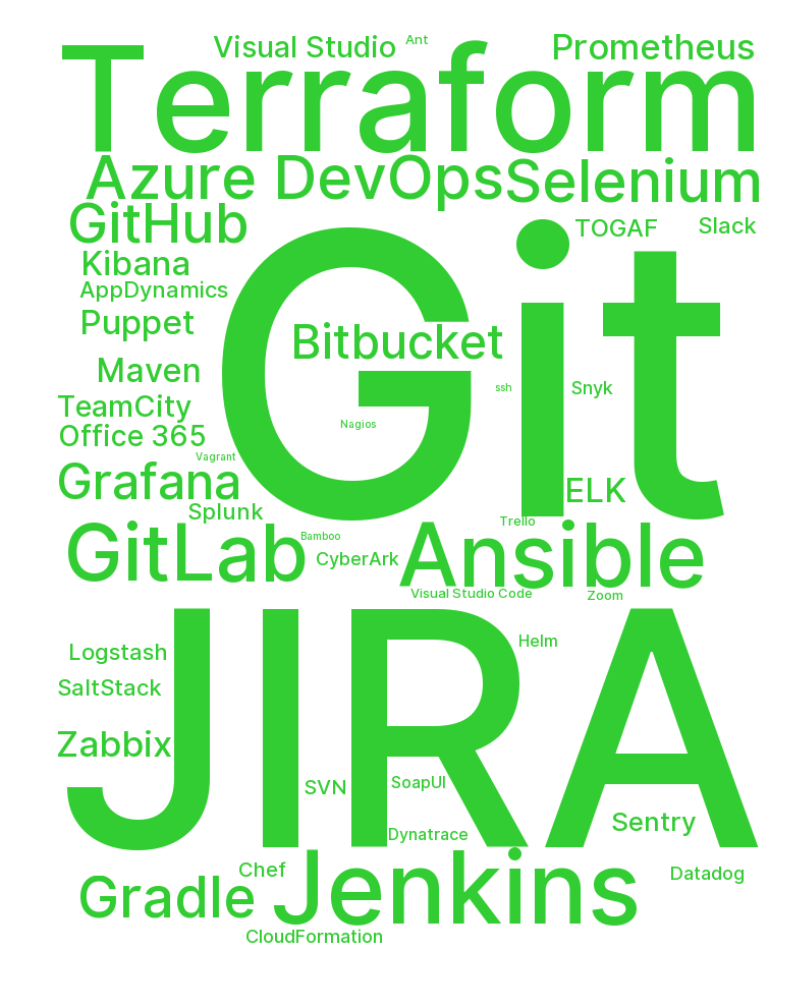 Visual Studio
Ant
Prometheus
Terraform
Azure DevOps
Selenium
GitHub
TOGAF
Slack
Kibana
Git
AppDynamics
Puppet
Bitbucket
Maven
ssh
Snyk
TeamCity
Nagios
Office 365
Vagrant
Grafana
ELK
Splunk
Trello
GitLab
Bamboo
CyberArk
Ansible
Visual Studio Code
Zoom
JIRA
Helm
Logstash
SaltStack
Zabbix
SVN
SoapUI
Sentry
Dynatrace
Chef
Jenkins
Datadog
Gradle
CloudFormation